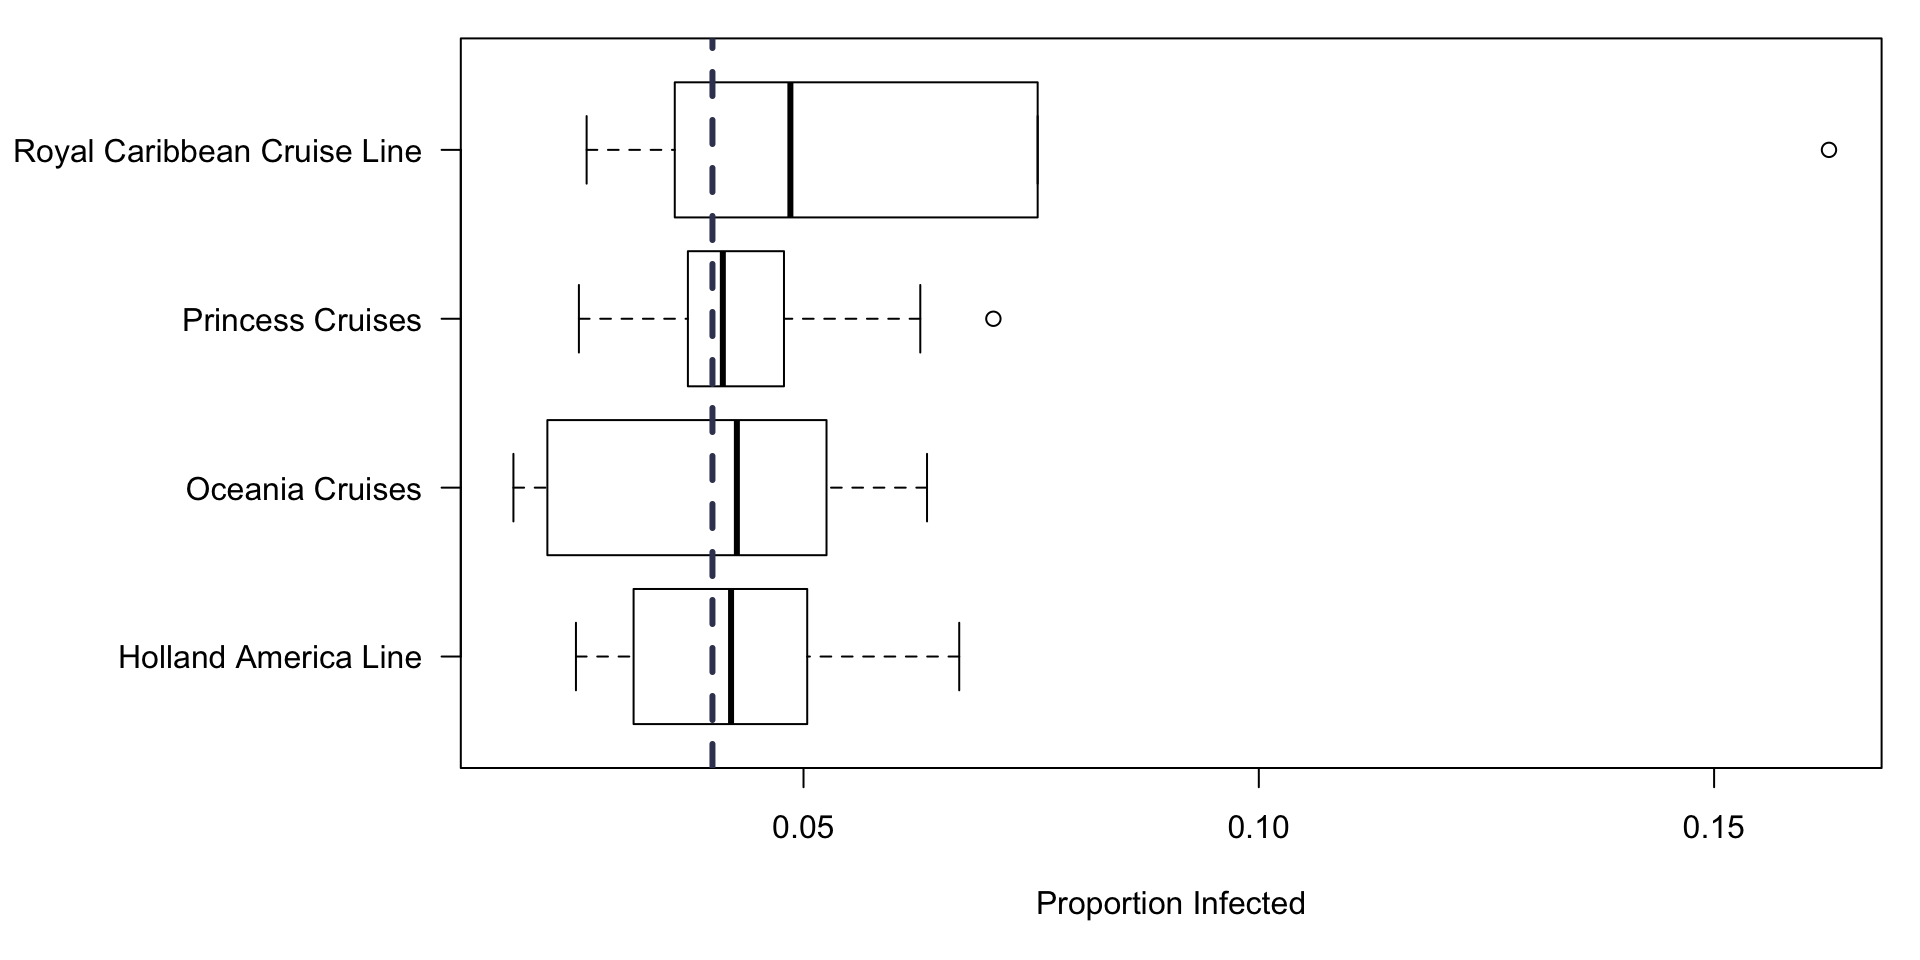 Royal Caribbean Cruise Line
Princess Cruises
Oceania Cruises
Holland America Line
0.05 0.10 0.15
Proportion Infected